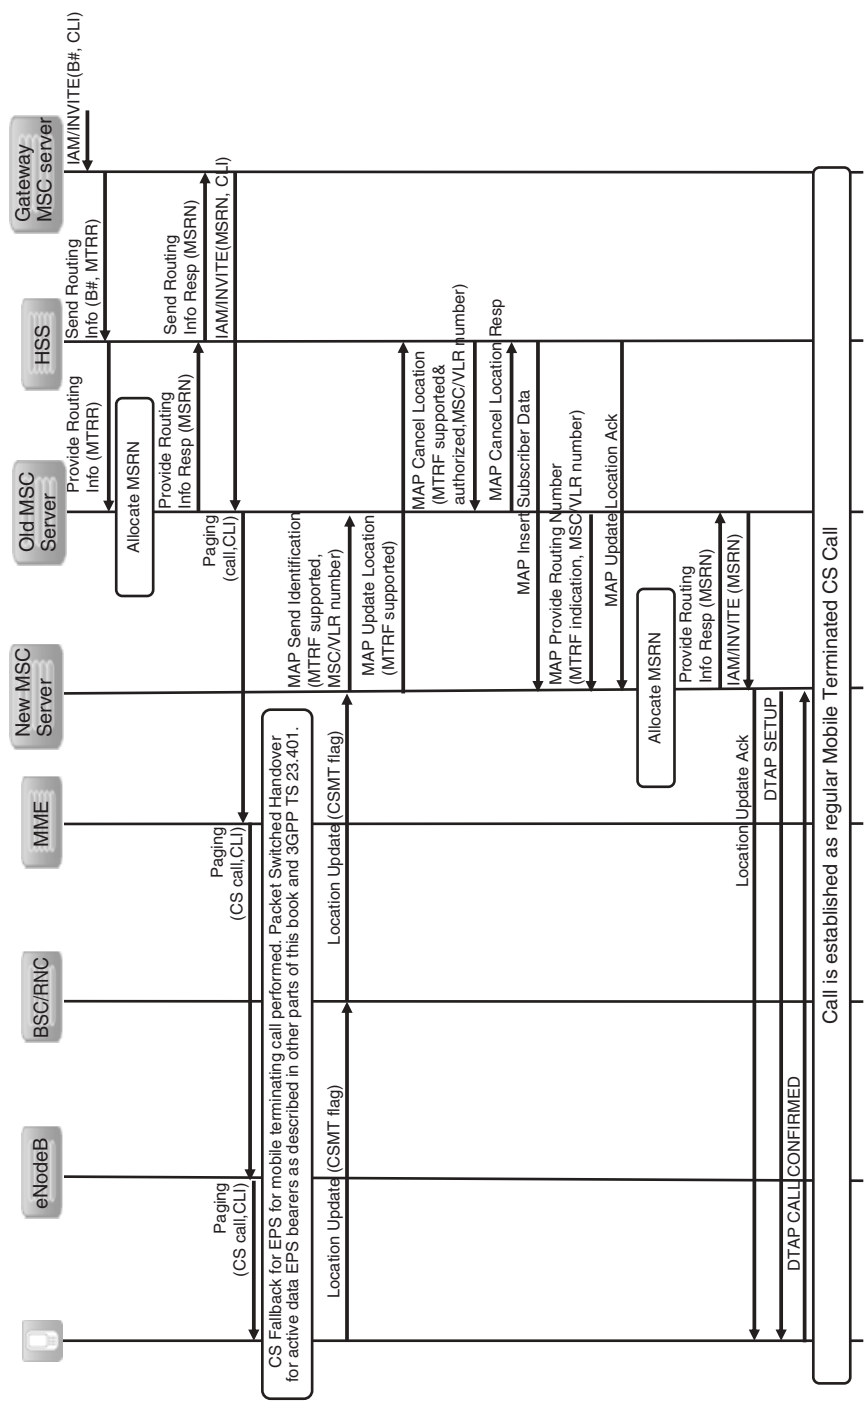 eNodeB
BSC/RNC
MME
New MSC
Server
Old MSC
Server
HSS
Gateway
MSC server
IAM/INVITE(B#, CLI)
Send Routing
Info (B#, MTRR)
Provide Routing
Info (MTRR)
Allocate MSRN
Provide Routing
Info Resp (MSRN)
Send Routing
Info Resp (MSRN)
IAM/INVITE(MSRN, CLI)
Paging
(call,CLI)
Paging
(CS call,CLI)
Paging
(CS call,CLI)
CS Fallback for EPS for mobile terminating call performed. Packet Switched Handover
for active data EPS bearers as described in other parts of this book and 3GPP TS 23.401.
Location Update (CSMT flag)
Location Update (CSMT flag)
MAP Send Identification
(MTRF supported,
MSC/VLR number)
MAP Update Location
(MTRF supported)
MAP Cancel Location
(MTRF supported&
authorized,MSC/VLR number)
MAP Cancel Location Resp
MAP Insert Subscriber Data
MAP Provide Routing Number
(MTRF indication, MSC/VLR number)
MAP Update Location Ack
Allocate MSRN
Provide Routing
Info Resp (MSRN)
IAM/INVITE (MSRN)
Location Update Ack
DTAP SETUP
DTAP CALL CONFIRMED
Call is established as regular Mobile Terminated CS Call